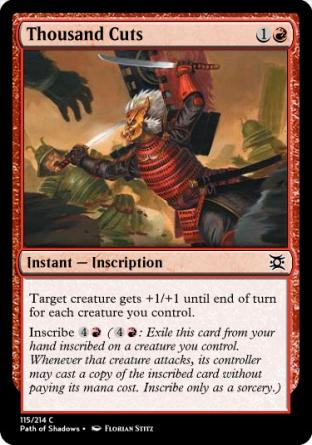 Thousand Cuts 1
Instant — Inscription
Target creature gets +1/+1 until end of turn
for each creature you control.
Inscribe 4 ( 4 : Exile this card from your
hand inscribed on a creature you control.
Whenever that creature attacks, its controller
may cast a copy of the inscribed card without
paying its mana cost. Inscribe only as a sorcery.)
115/214 C
Path of Shadows • Florian Stitz